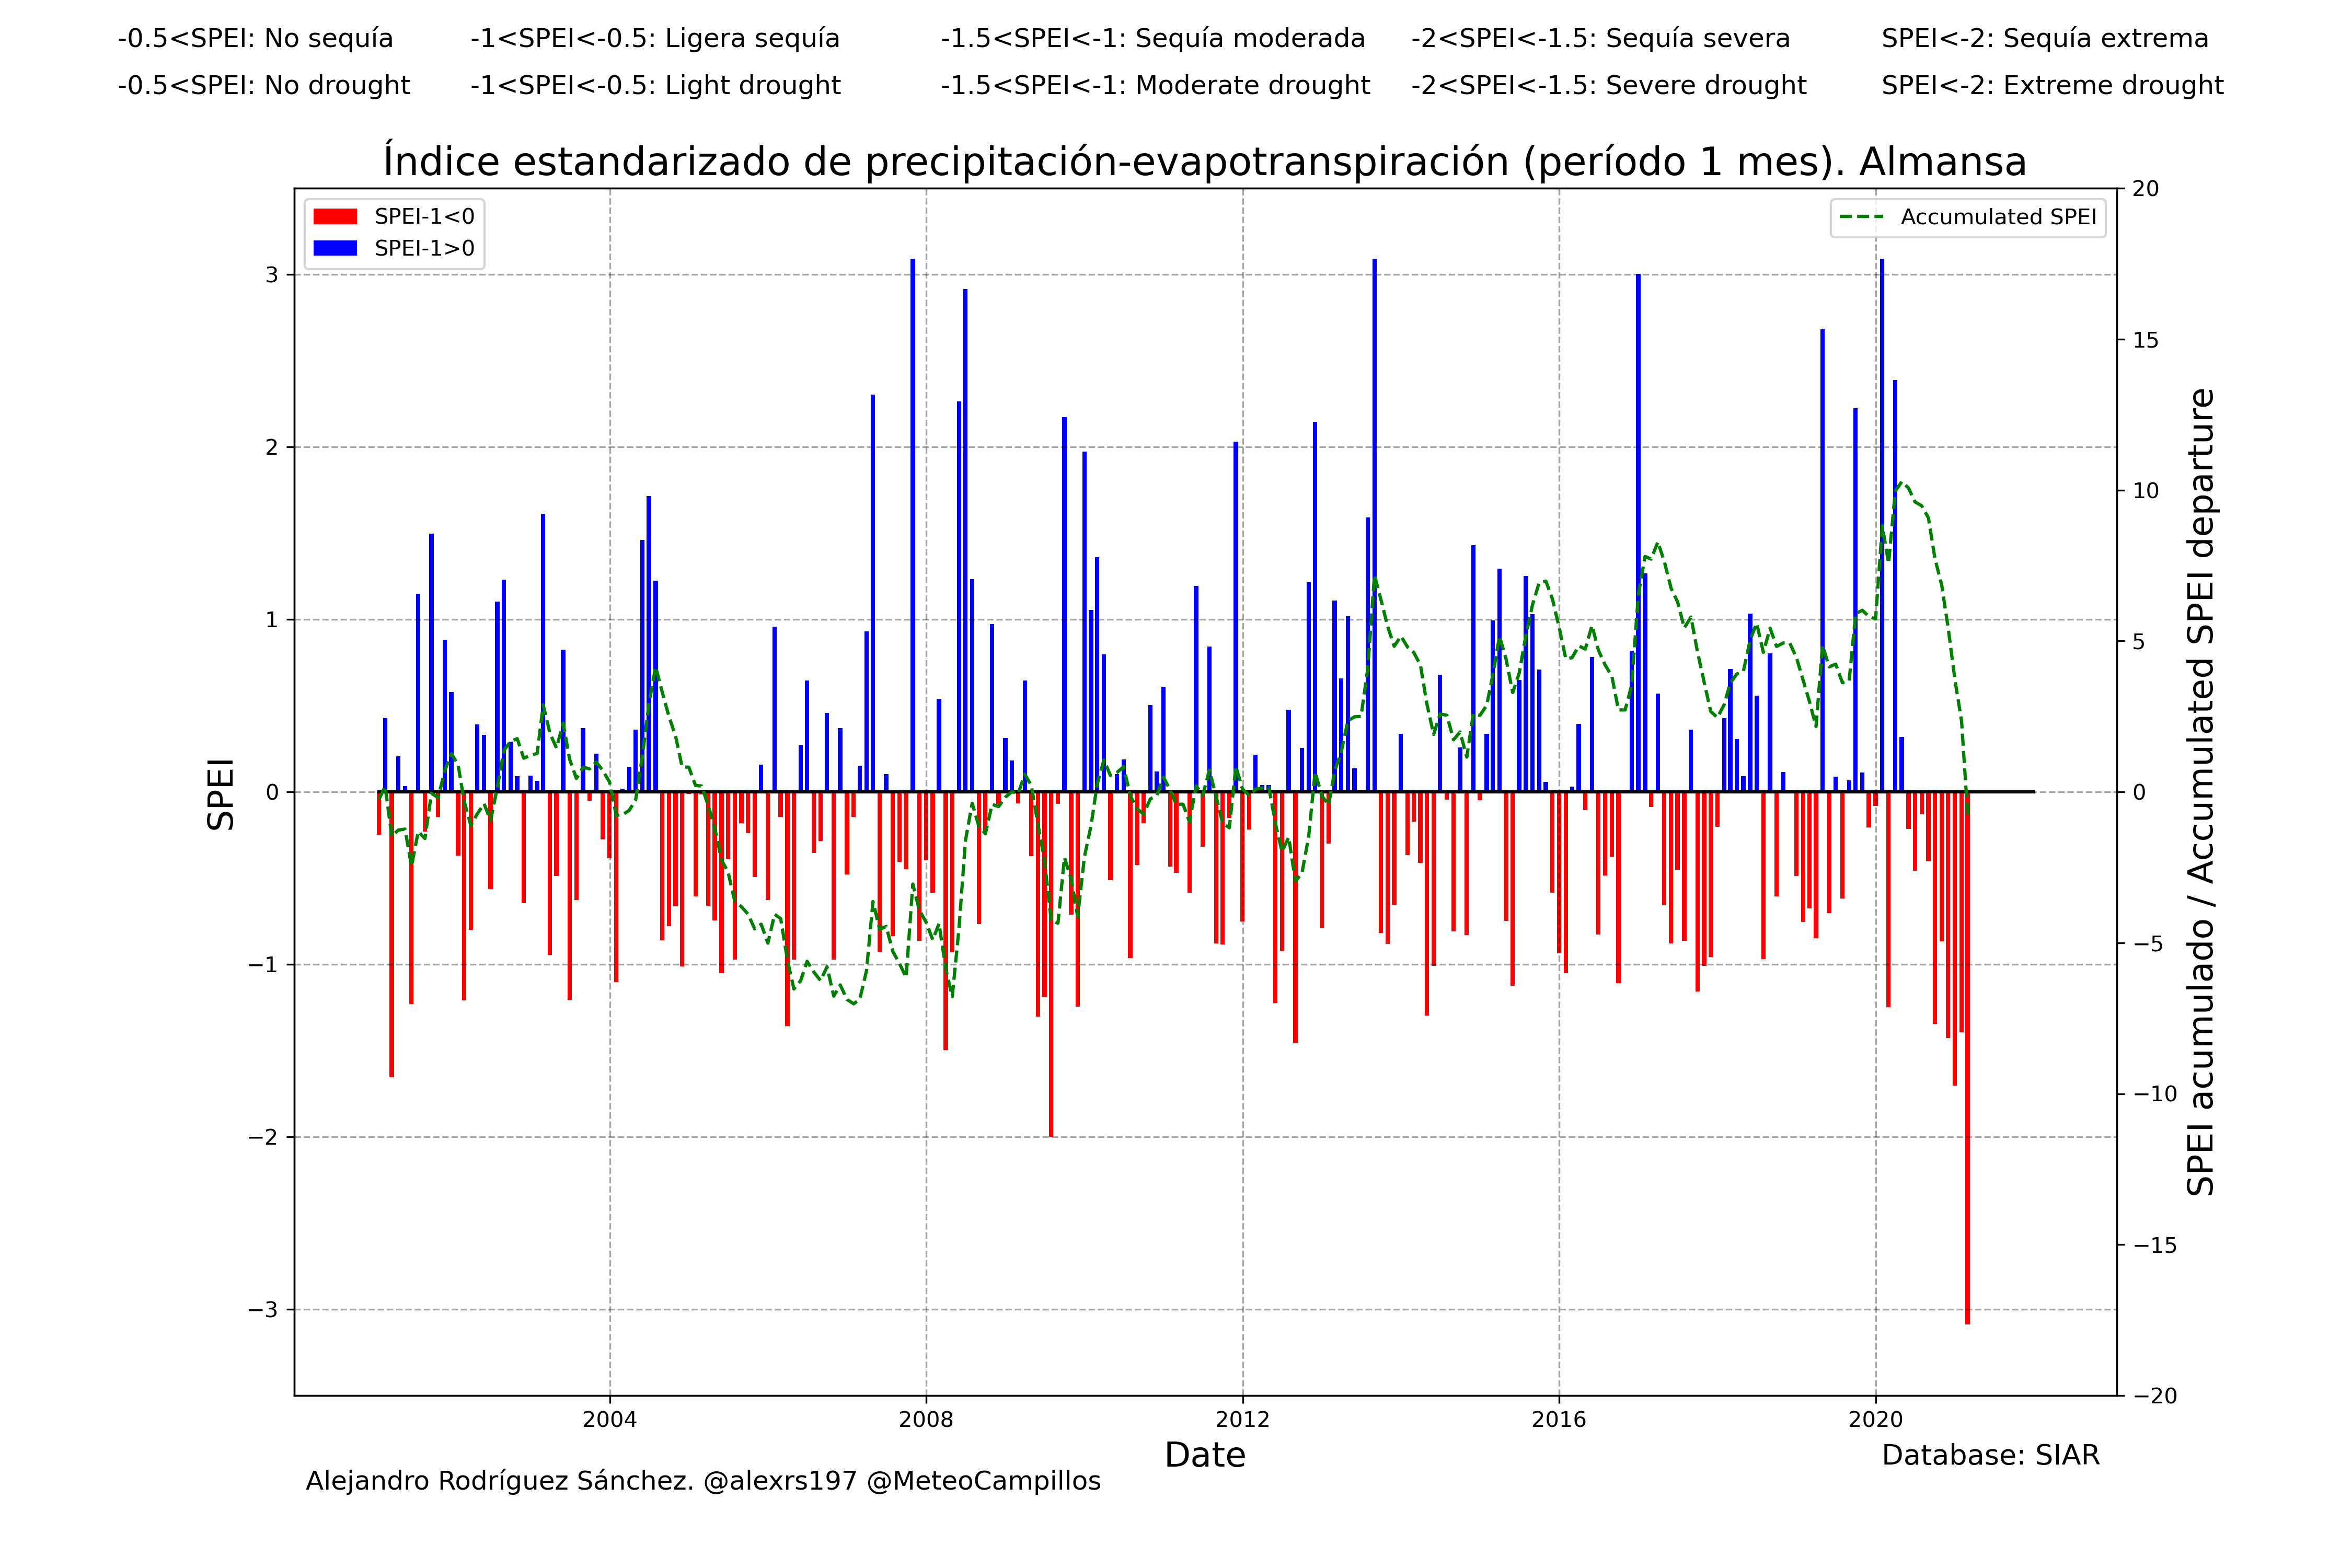 -0.5<SPEI: No sequía -1<SPEI<-0.5: Ligera sequía -1.5<SPEI<-1: Sequía moderada -2<SPEI<-1.5: Sequía severa SPEI<-2: Sequía extrema
-0.5<SPEI: No drought -1<SPEI<-0.5: Light drought -1.5<SPEI<-1: Moderate drought -2<SPEI<-1.5: Severe drought SPEI<-2: Extreme drought
Índice estandarizado de precipitación-evapotranspiración (período 1 mes). Almansa
SPEI-1<0
SPEI-1>0
Accumulated SPEI
SPEI
3
2
1
0
−1
−2
−3
20
15
10
5
0
−5
−10
−15
−20
SPEI acumulado / Accumulated SPEI departure
2004 2008 2012 2016 2020
Date
Database: SIAR
Alejandro Rodríguez Sánchez. @alexrs197 @MeteoCampillos